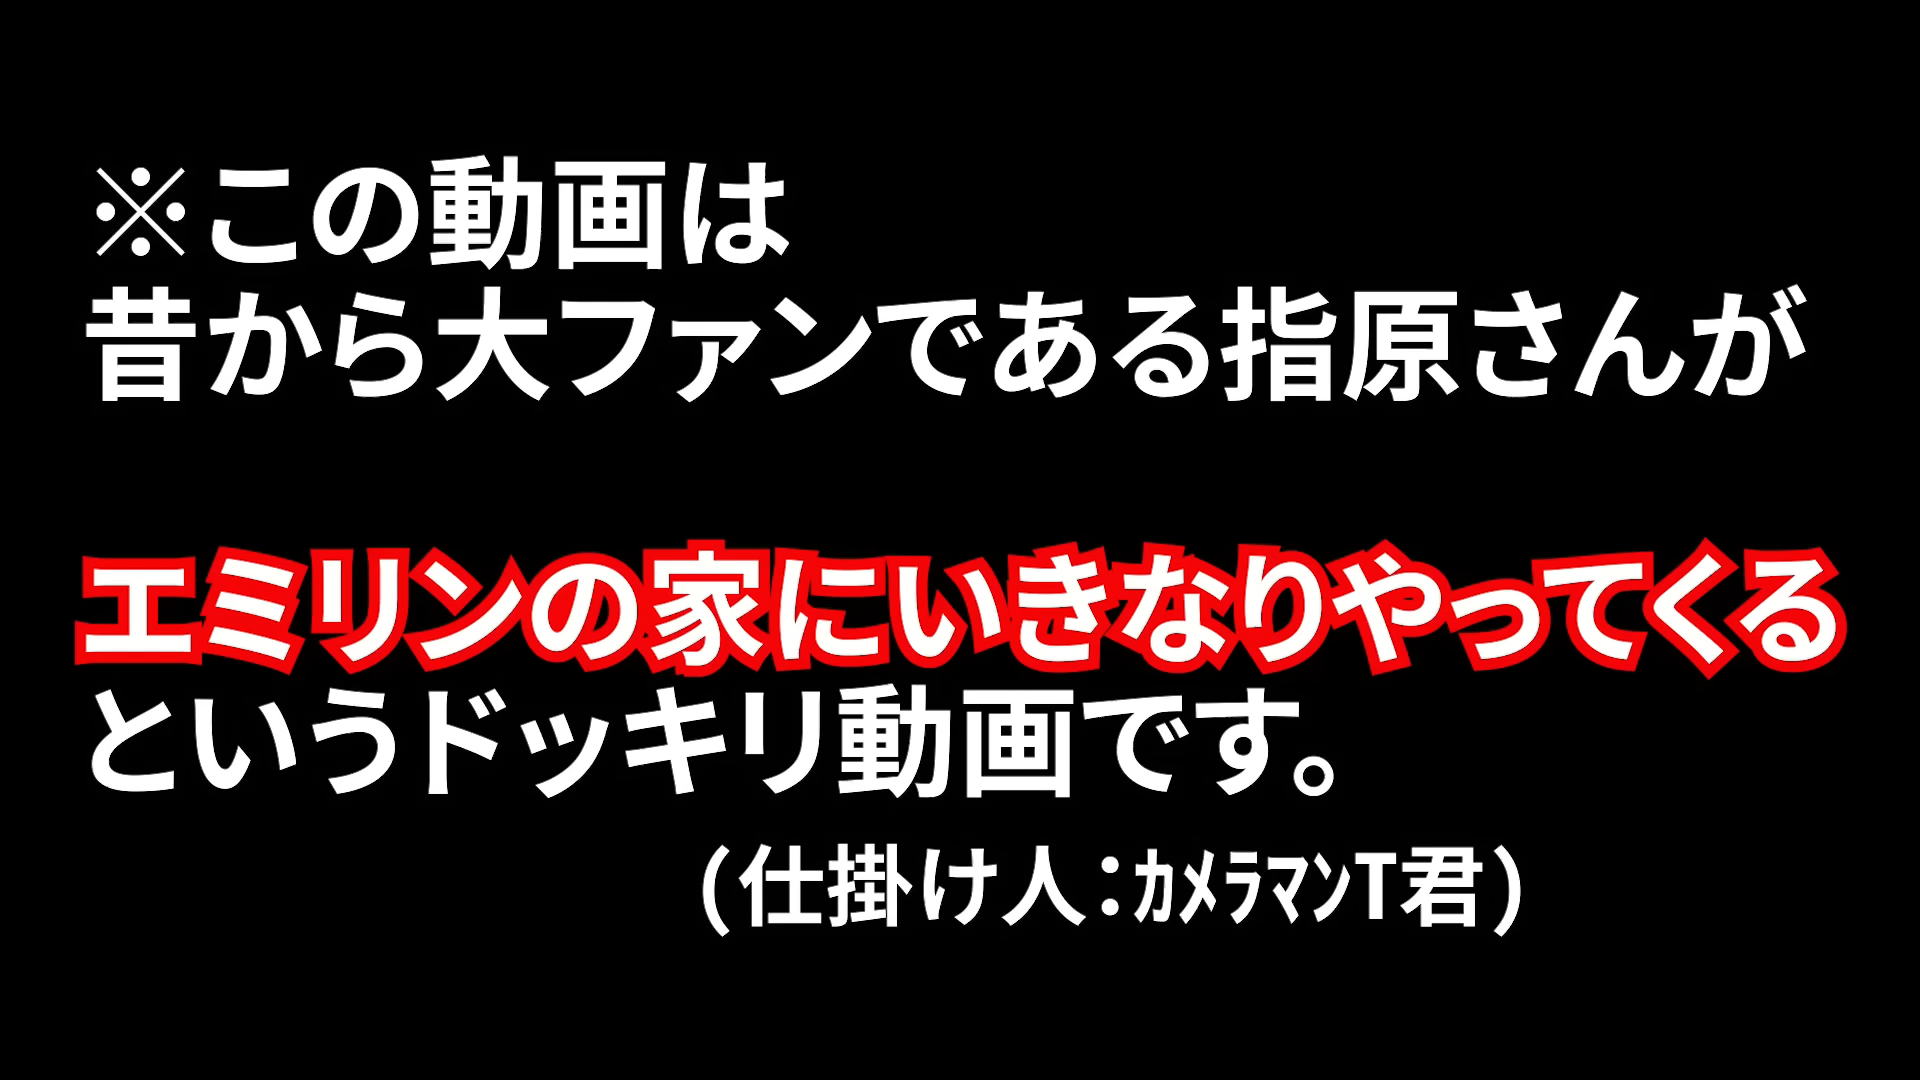 ※この動画は
昔から大ファンである指原さんが
エミリンの家にいきなりやってくる
というドッキリ動画です。
(仕掛け人:ｶﾒﾗﾏﾝT君)